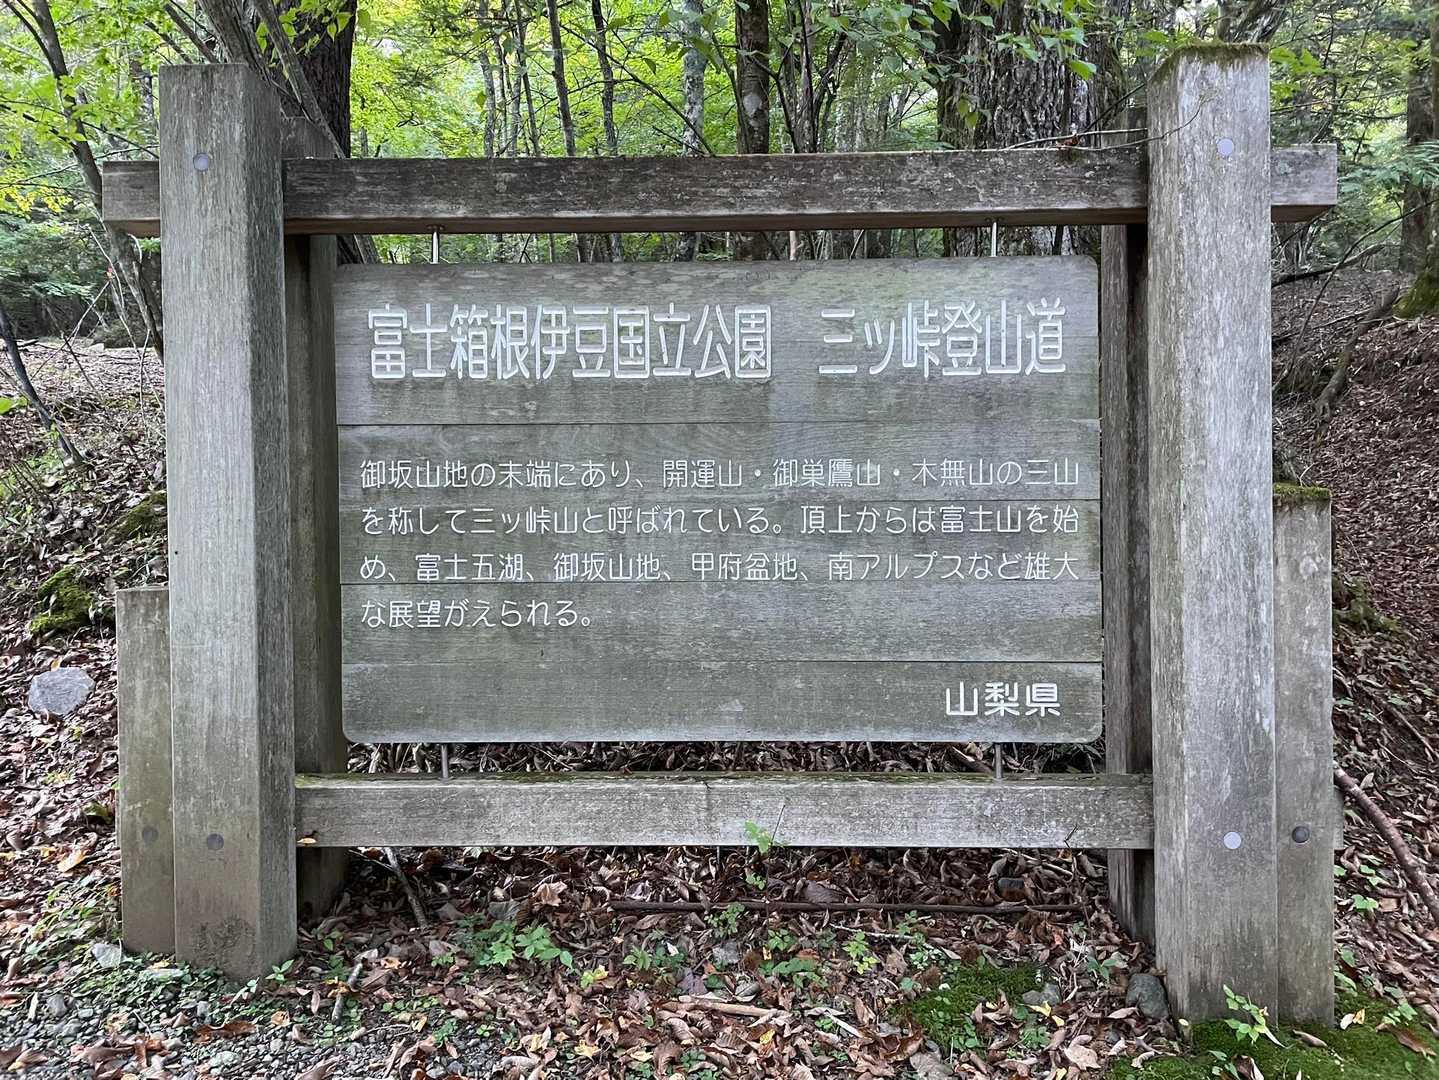 富士箱根伊豆国立公園　三ッ峠登山道
御坂山地の末端にあり、開運山・御巣鷹山・木無山の三山
を称して三ッ峠山と呼ばれている。頂上からは富士山を始
め、富士五湖、御坂山地、甲府盆地、南アルプスなど雄大
な展望がえられる。
山梨県